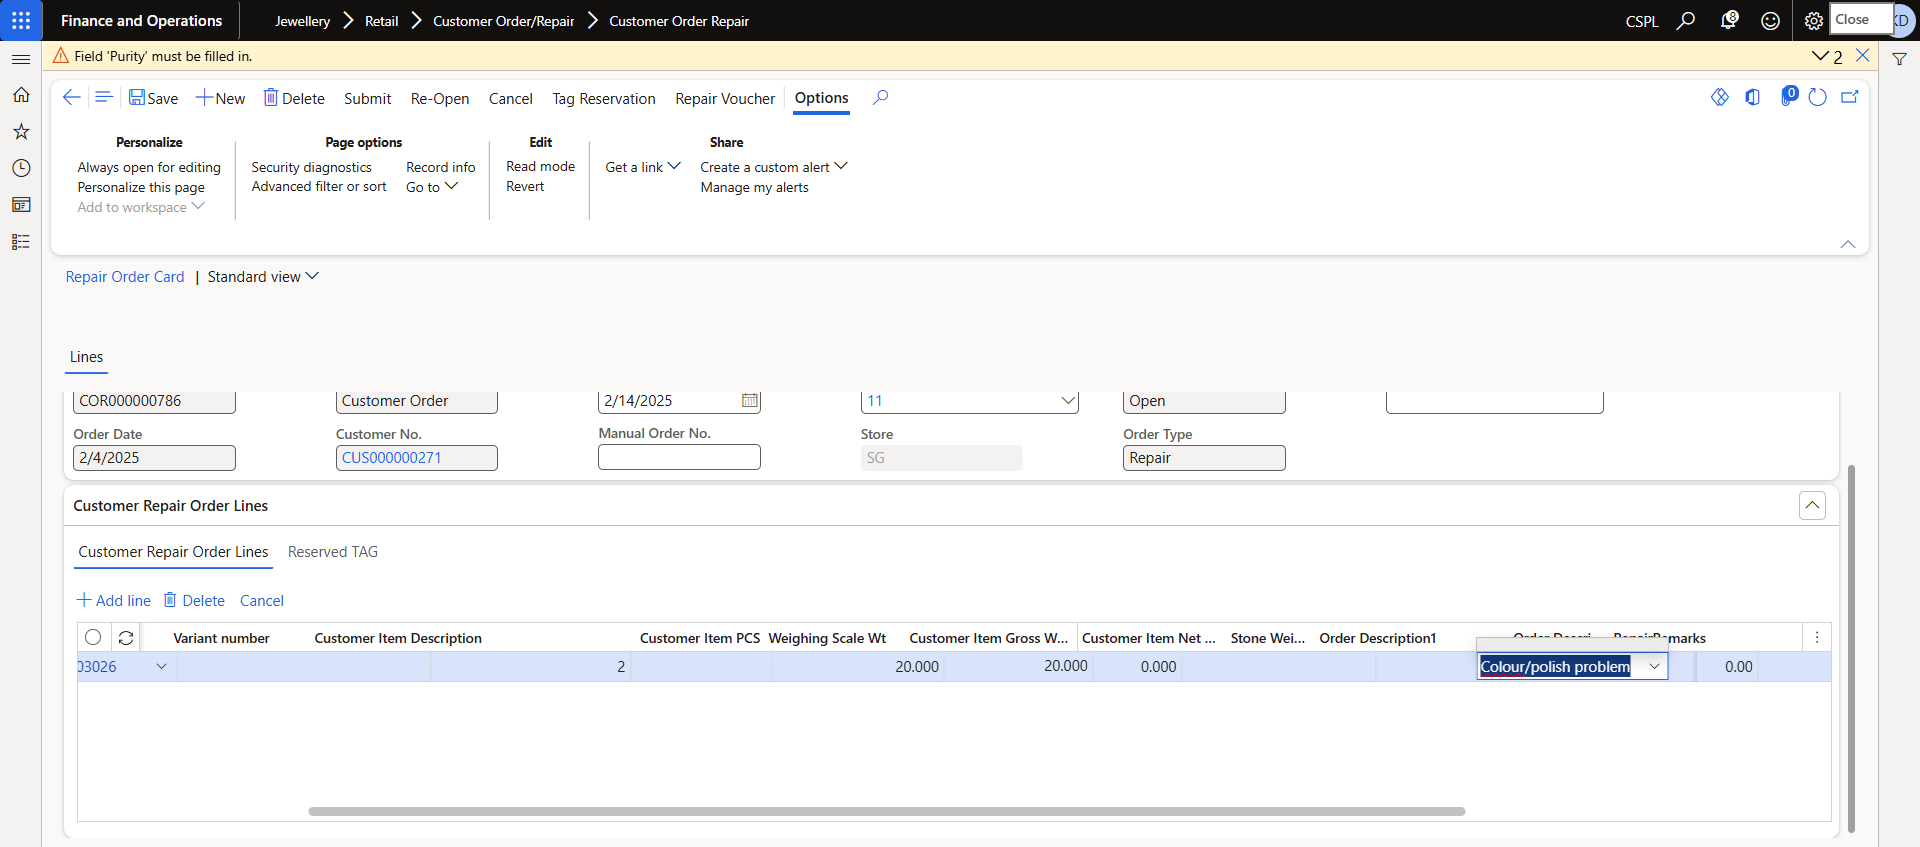 Finance and Operations
Jewellery Retail Customer Order/Repair Customer Order Repair
CSPL 8 Close
Field 'Purity' must be filled in. 2
Save New Delete Submit Re-Open Cancel Tag Reservation Repair Voucher Options 0
Personalize Page options Edit Share
Always open for editing Security diagnostics Record info Read mode Get a link Create a custom alert
Personalize this page Advanced filter or sort Go to Revert Manage my alerts
Add to workspace
Repair Order Card | Standard view
Lines
COR000000786 Customer Order 2/14/2025 11 Open
Order Date Customer No. Manual Order No. Store Order Type
2/4/2025 CUS000000271 SG Repair
Customer Repair Order Lines
Customer Repair Order Lines Reserved TAG
Add line Delete Cancel
Variant number Customer Item Description Customer Item PCS Weighing Scale Wt Customer Item Gross W... Customer Item Net ... Stone Wei... Order Description1 Order Descri... RepairRemarks
03026 2 20.000 20.000 0.000 Colour/polish problem 0.00